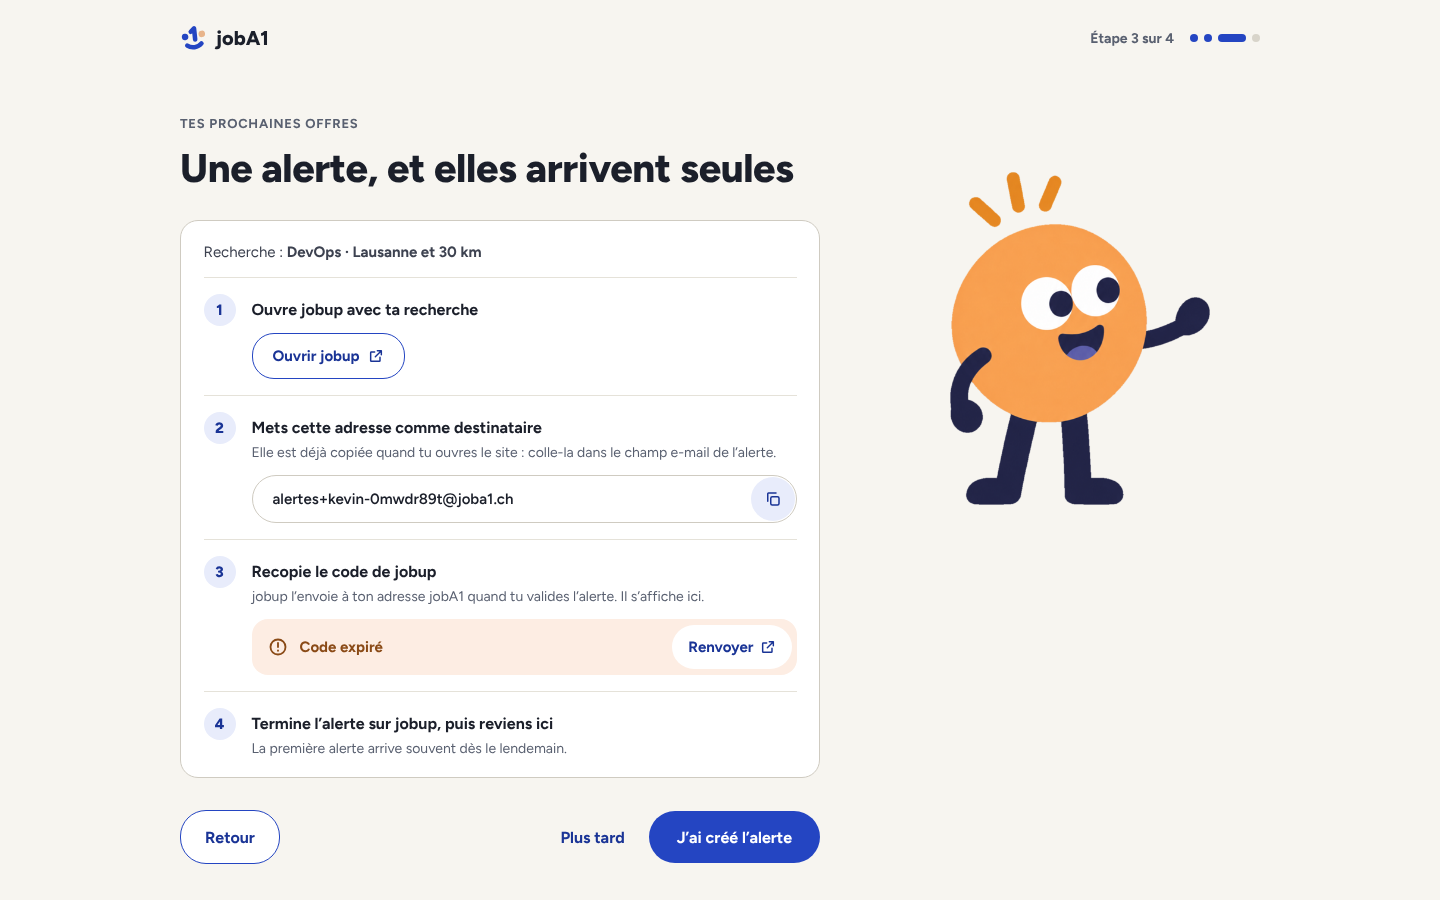 jobA1
Étape 3 sur 4
TES PROCHAINES OFFRES
Une alerte, et elles arrivent seules
Recherche : DevOps · Lausanne et 30 km
1
Ouvre jobup avec ta recherche
Ouvrir jobup
2
Mets cette adresse comme destinataire
Elle est déjà copiée quand tu ouvres le site : colle-la dans le champ e-mail de l’alerte.
alertes+kevin-0mwdr89t@joba1.ch
3
Recopie le code de jobup
jobup l’envoie à ton adresse jobA1 quand tu valides l’alerte. Il s’affiche ici.
Code expiré
Renvoyer
4
Termine l’alerte sur jobup, puis reviens ici
La première alerte arrive souvent dès le lendemain.
Retour
Plus tard
J’ai créé l’alerte